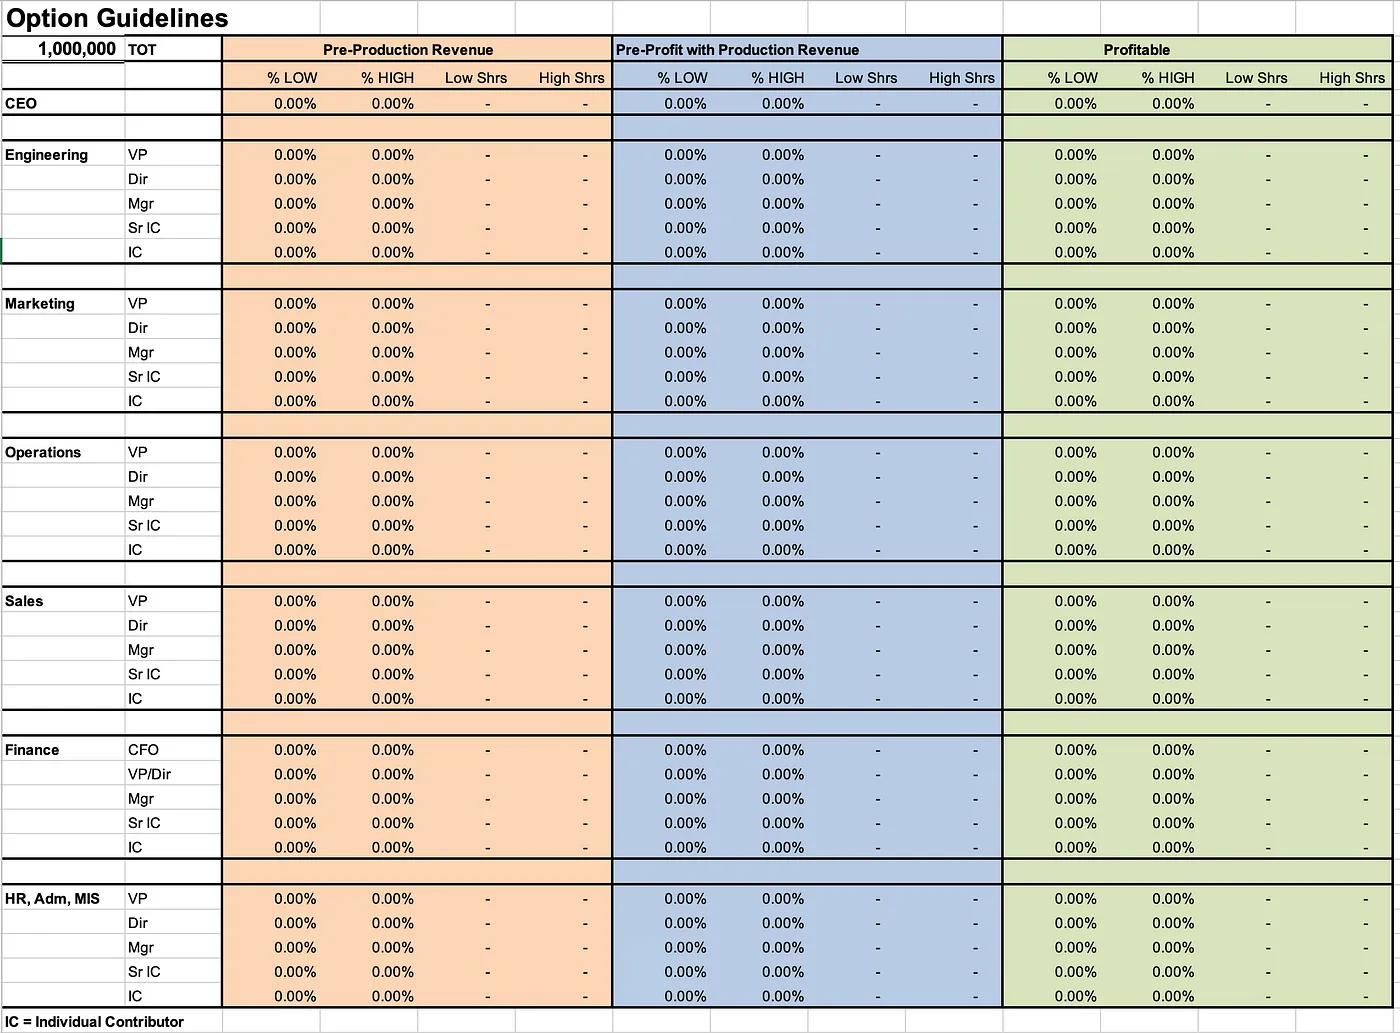 Option Guidelines
1,000,000 TOT Pre-Production Revenue Pre-Profit with Production Revenue Profitable
% LOW % HIGH Low Shrs High Shrs % LOW % HIGH Low Shrs High Shrs % LOW % HIGH Low Shrs High Shrs
CEO 0.00% 0.00% - - 0.00% 0.00% - - 0.00% 0.00% - -
Engineering VP 0.00% 0.00% - - 0.00% 0.00% - - 0.00% 0.00% - -
Dir 0.00% 0.00% - - 0.00% 0.00% - - 0.00% 0.00% - -
Mgr 0.00% 0.00% - - 0.00% 0.00% - - 0.00% 0.00% - -
Sr IC 0.00% 0.00% - - 0.00% 0.00% - - 0.00% 0.00% - -
IC 0.00% 0.00% - - 0.00% 0.00% - - 0.00% 0.00% - -
Marketing VP 0.00% 0.00% - - 0.00% 0.00% - - 0.00% 0.00% - -
Dir 0.00% 0.00% - - 0.00% 0.00% - - 0.00% 0.00% - -
Mgr 0.00% 0.00% - - 0.00% 0.00% - - 0.00% 0.00% - -
Sr IC 0.00% 0.00% - - 0.00% 0.00% - - 0.00% 0.00% - -
IC 0.00% 0.00% - - 0.00% 0.00% - - 0.00% 0.00% - -
Operations VP 0.00% 0.00% - - 0.00% 0.00% - - 0.00% 0.00% - -
Dir 0.00% 0.00% - - 0.00% 0.00% - - 0.00% 0.00% - -
Mgr 0.00% 0.00% - - 0.00% 0.00% - - 0.00% 0.00% - -
Sr IC 0.00% 0.00% - - 0.00% 0.00% - - 0.00% 0.00% - -
IC 0.00% 0.00% - - 0.00% 0.00% - - 0.00% 0.00% - -
Sales VP 0.00% 0.00% - - 0.00% 0.00% - - 0.00% 0.00% - -
Dir 0.00% 0.00% - - 0.00% 0.00% - - 0.00% 0.00% - -
Mgr 0.00% 0.00% - - 0.00% 0.00% - - 0.00% 0.00% - -
Sr IC 0.00% 0.00% - - 0.00% 0.00% - - 0.00% 0.00% - -
IC 0.00% 0.00% - - 0.00% 0.00% - - 0.00% 0.00% - -
Finance CFO 0.00% 0.00% - - 0.00% 0.00% - - 0.00% 0.00% - -
VP/Dir 0.00% 0.00% - - 0.00% 0.00% - - 0.00% 0.00% - -
Mgr 0.00% 0.00% - - 0.00% 0.00% - - 0.00% 0.00% - -
Sr IC 0.00% 0.00% - - 0.00% 0.00% - - 0.00% 0.00% - -
IC 0.00% 0.00% - - 0.00% 0.00% - - 0.00% 0.00% - -
HR, Adm, MIS VP 0.00% 0.00% - - 0.00% 0.00% - - 0.00% 0.00% - -
Dir 0.00% 0.00% - - 0.00% 0.00% - - 0.00% 0.00% - -
Mgr 0.00% 0.00% - - 0.00% 0.00% - - 0.00% 0.00% - -
Sr IC 0.00% 0.00% - - 0.00% 0.00% - - 0.00% 0.00% - -
IC 0.00% 0.00% - - 0.00% 0.00% - - 0.00% 0.00% - -
IC = Individual Contributor